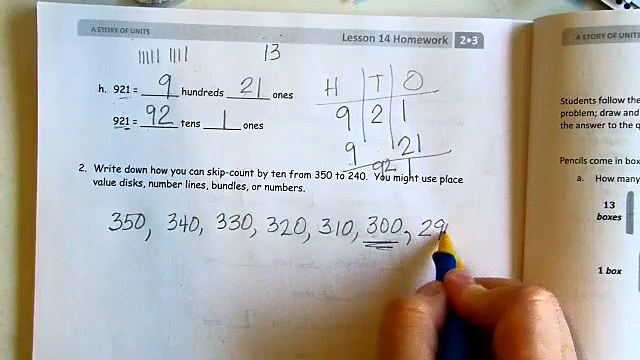 A STORY OF UNITS
Lesson 14 Homework 2•3
13
h. 921 = 9 hundreds 21 ones
921 = 92 tens 1 ones
H T O
9 2 1
9 21
92 1
2. Write down how you can skip-count by ten from 350 to 240. You might use place
value disks, number lines, bundles, or numbers.
350, 340, 330, 320, 310, 300, 29
A STORY OF UNITS
Students follow the
problem; draw and
the answer to the q
Pencils come in box
a. How many
13
boxes
1 box